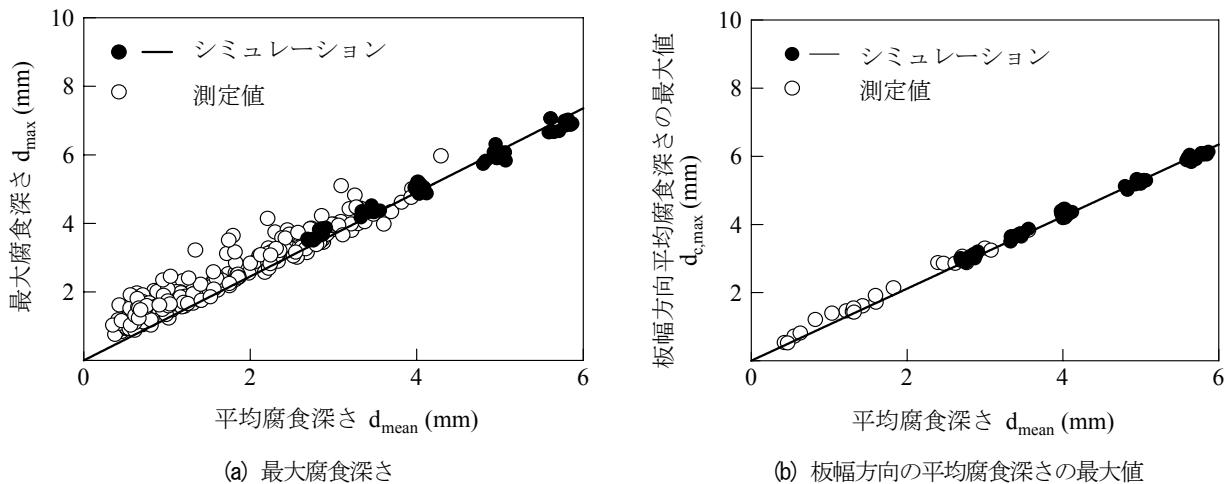 10
8
6
4
2
0
2
4
6
シミュレーション
測定値
最大腐食深さ dmax (mm)
平均腐食深さ dmean (mm)
(a) 最大腐食深さ
10
8
6
4
2
0
2
4
6
シミュレーション
測定値
板幅方向平均腐食深さの最大値
dc,max (mm)
平均腐食深さ dmean (mm)
(b) 板幅方向の平均腐食深さの最大値